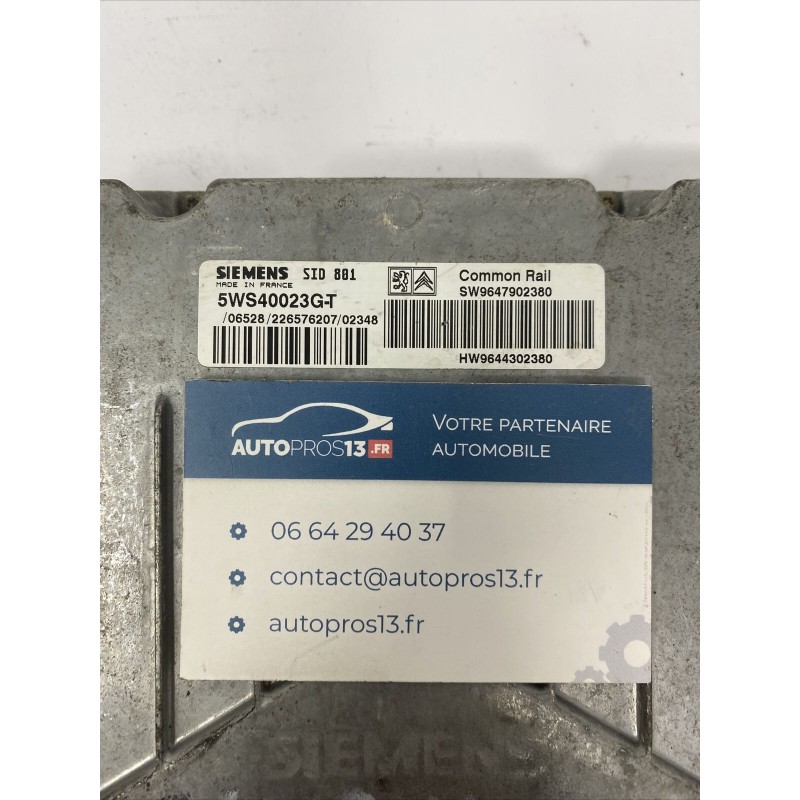 SIEMENS SID 801
MADE IN FRANCE
5WS40023G-T
/06528/226576207/02348
Common Rail
SW9647902380
HW9644302380
AUTOPROS13.FR
VOTRE PARTENAIRE
AUTOMOBILE
06 64 29 40 37
contact@autopros13.fr
autopros13.fr
SIEMENS